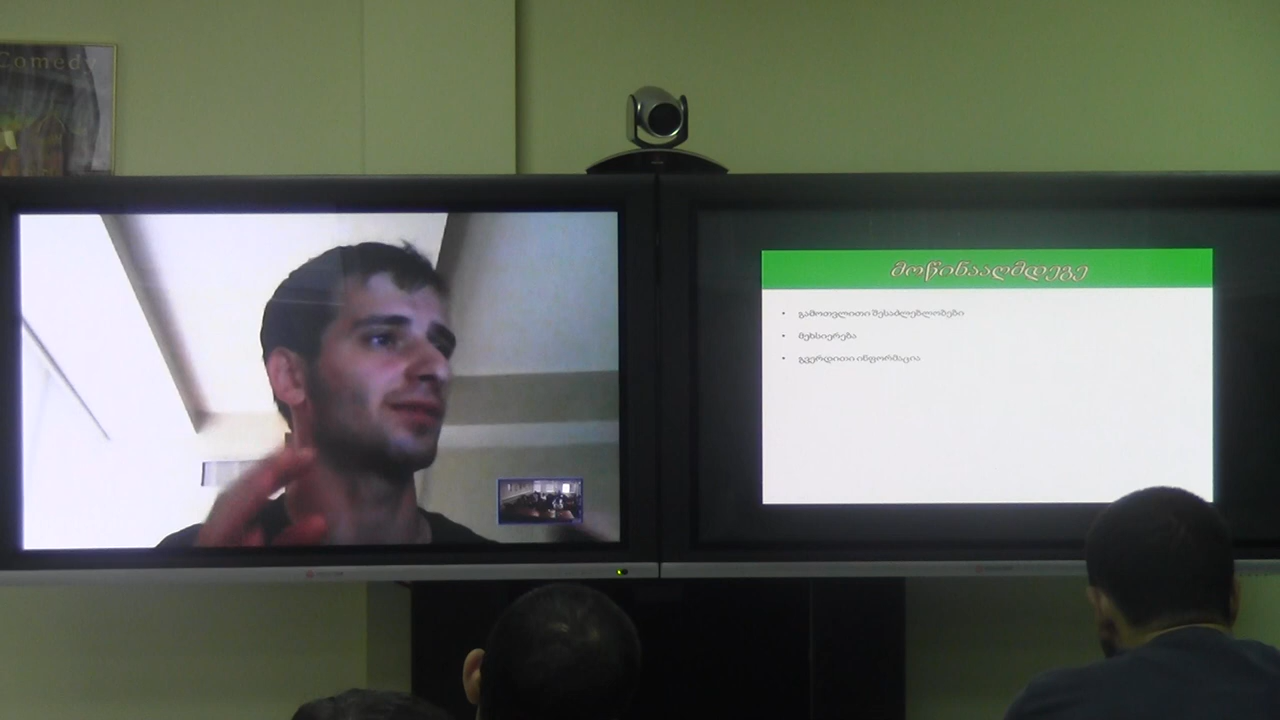 Comedy
მოწინააღმდეგე
• გამოთვლითი შესაძლებლობები
• მეხსიერება
• გვერდითი ინფორმაცია